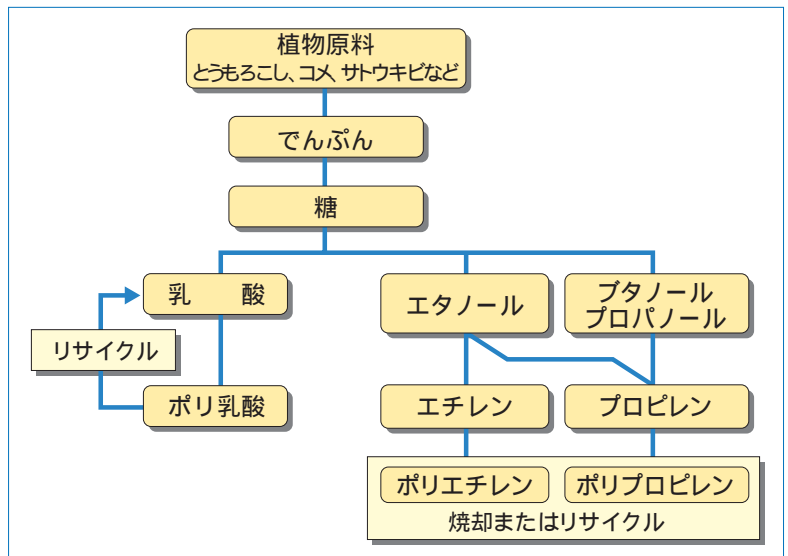 植物原料
とうもろこし、コメ、サトウキビなど
でんぷん
糖
乳　酸
エタノール
ブタノール
プロパノール
リサイクル
ポリ乳酸
エチレン
プロピレン
ポリエチレン
ポリプロピレン
焼却またはリサイクル